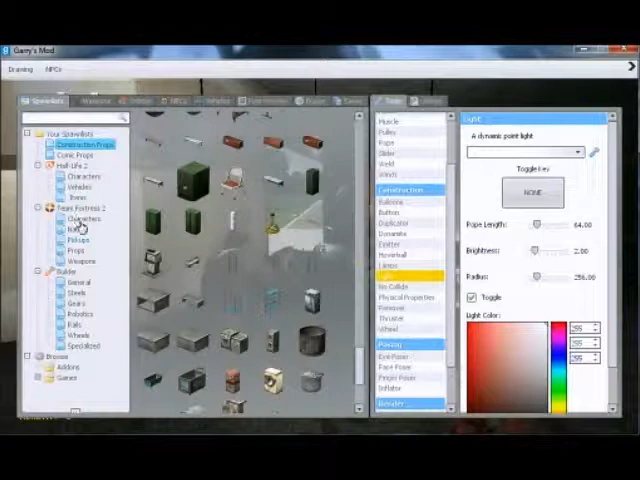 Garry's Mod
Drawing NPCs
Spawnlists
NPCs
Your Spawnlists
Construction Props
Comic Props
Half-Life 2
Characters
Vehicles
Items
Team Fortress 2
Characters
Pickups
Props
Weapons
Builder
General
Steels
Gears
Robotics
Rails
Wheels
Specialized
Browse
Addons
Games
Muscle
Pulley
Rope
Slider
Weld
Winch
Construction
Balloons
Button
Duplicator
Dynamite
Emitter
Hoverball
Lamps
No Collide
Physical Properties
Remover
Thruster
Wheel
Posing
Eye Poser
Face Poser
Finger Poser
Inflator
Render
Light
A dynamic point light
Toggle Key
NONE
Rope Length: 64.00
Brightness: 2.00
Radius: 256.00
Toggle
Light Color:
255
255
255